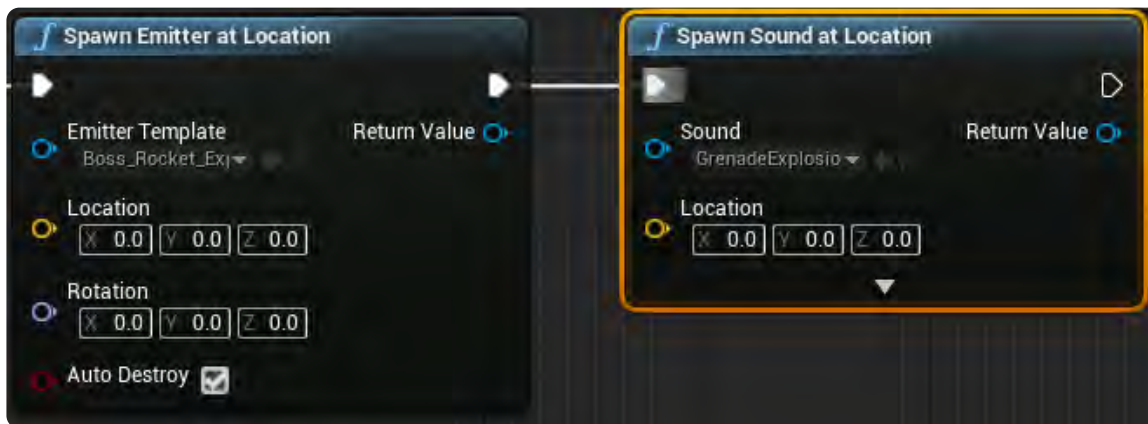 f Spawn Emitter at Location
Emitter Template
Return Value
Boss_Rocket_Exp
Location
X 0.0 Y 0.0 Z 0.0
Rotation
X 0.0 Y 0.0 Z 0.0
Auto Destroy
f Spawn Sound at Location
Sound
Return Value
GrenadeExplosio
Location
X 0.0 Y 0.0 Z 0.0